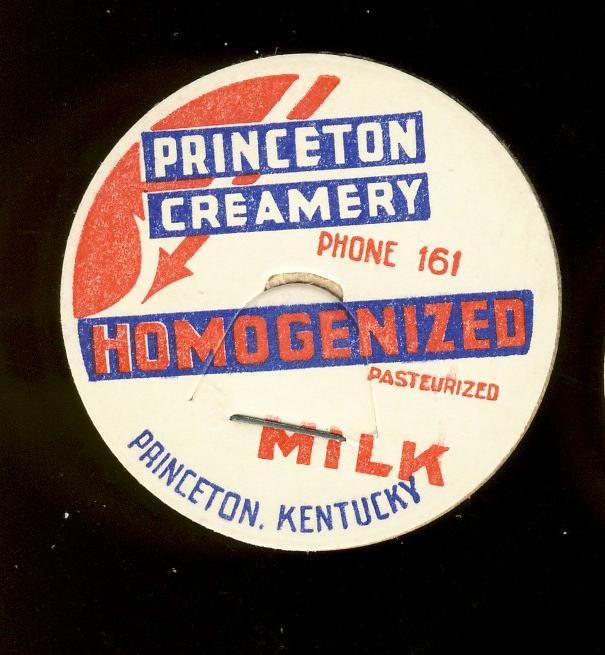 PRINCETON
CREAMERY
PHONE 161
HOMOGENIZED
PASTEURIZED
MILK
PRINCETON, KENTUCKY